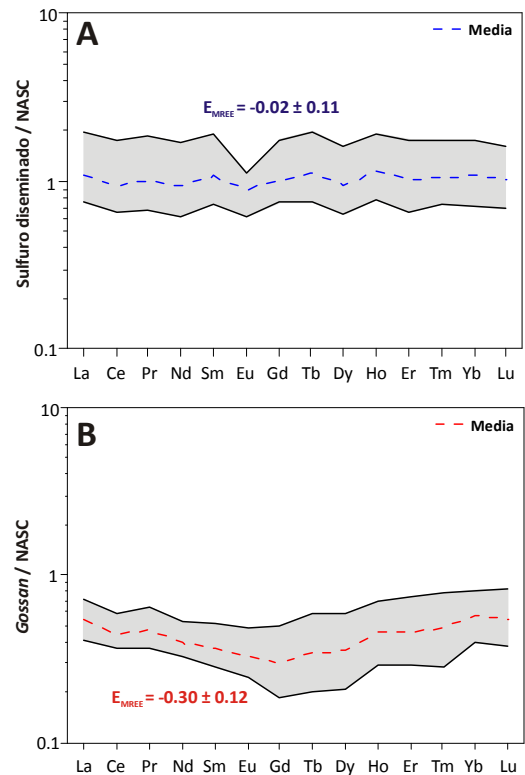 A
Media
E_MREE = -0.02 ± 0.11
Sulfuro diseminado / NASC
10
1
0.1
La Ce Pr Nd Sm Eu Gd Tb Dy Ho Er Tm Yb Lu
B
Media
E_MREE = -0.30 ± 0.12
Gossan / NASC
10
1
0.1
La Ce Pr Nd Sm Eu Gd Tb Dy Ho Er Tm Yb Lu